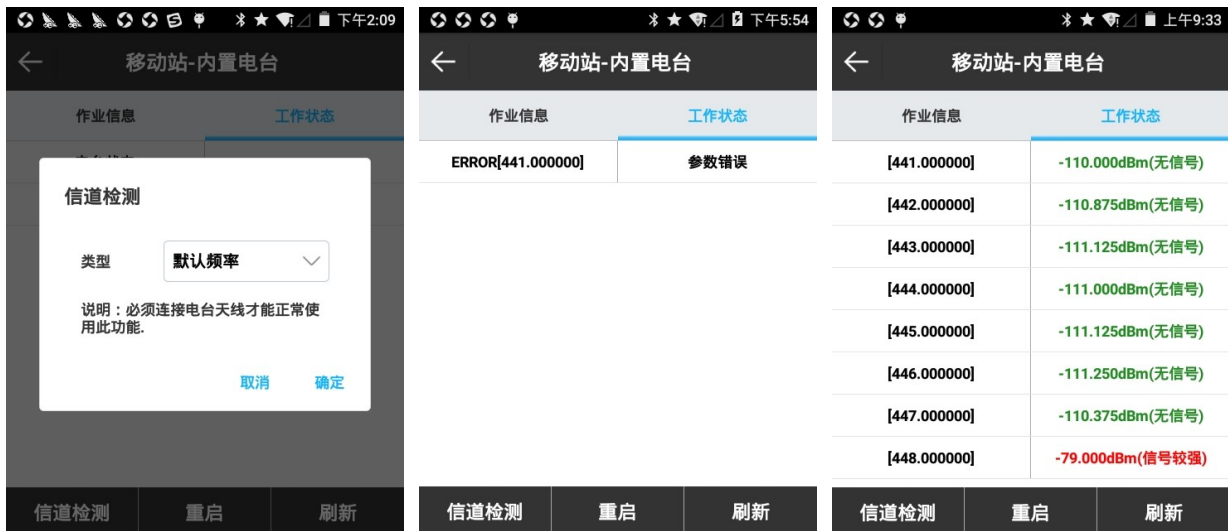 下午2:09
移动站-内置电台
作业信息
工作状态
信道检测
类型
默认频率
说明：必须连接电台天线才能正常使
用此功能.
取消
确定
信道检测
重启
刷新
下午5:54
移动站-内置电台
作业信息
工作状态
ERROR[441.000000]
参数错误
信道检测
重启
刷新
上午9:33
移动站-内置电台
作业信息
工作状态
[441.000000] -110.000dBm(无信号)
[442.000000] -110.875dBm(无信号)
[443.000000] -111.125dBm(无信号)
[444.000000] -111.000dBm(无信号)
[445.000000] -111.125dBm(无信号)
[446.000000] -111.250dBm(无信号)
[447.000000] -110.375dBm(无信号)
[448.000000] -79.000dBm(信号较强)
信道检测
重启
刷新